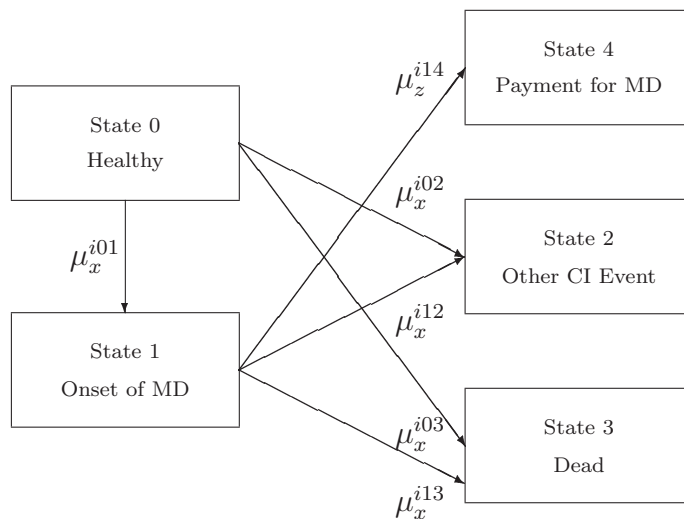 State 0
Healthy
μ_x^{i01}
State 1
Onset of MD
μ_z^{i14}
μ_x^{i02}
μ_x^{i12}
μ_x^{i03}
μ_x^{i13}
State 4
Payment for MD
State 2
Other CI Event
State 3
Dead